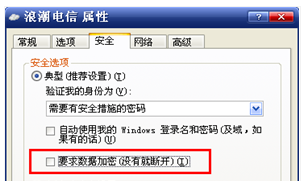 浪潮电信 属性
常规 选项 安全 网络 高级
安全选项
典型(推荐设置)(T)
验证我的身份为(V):
需要有安全措施的密码
自动使用我的 Windows 登录名和密码(及域，如
果有的话)(U)
要求数据加密(没有就断开)(I)